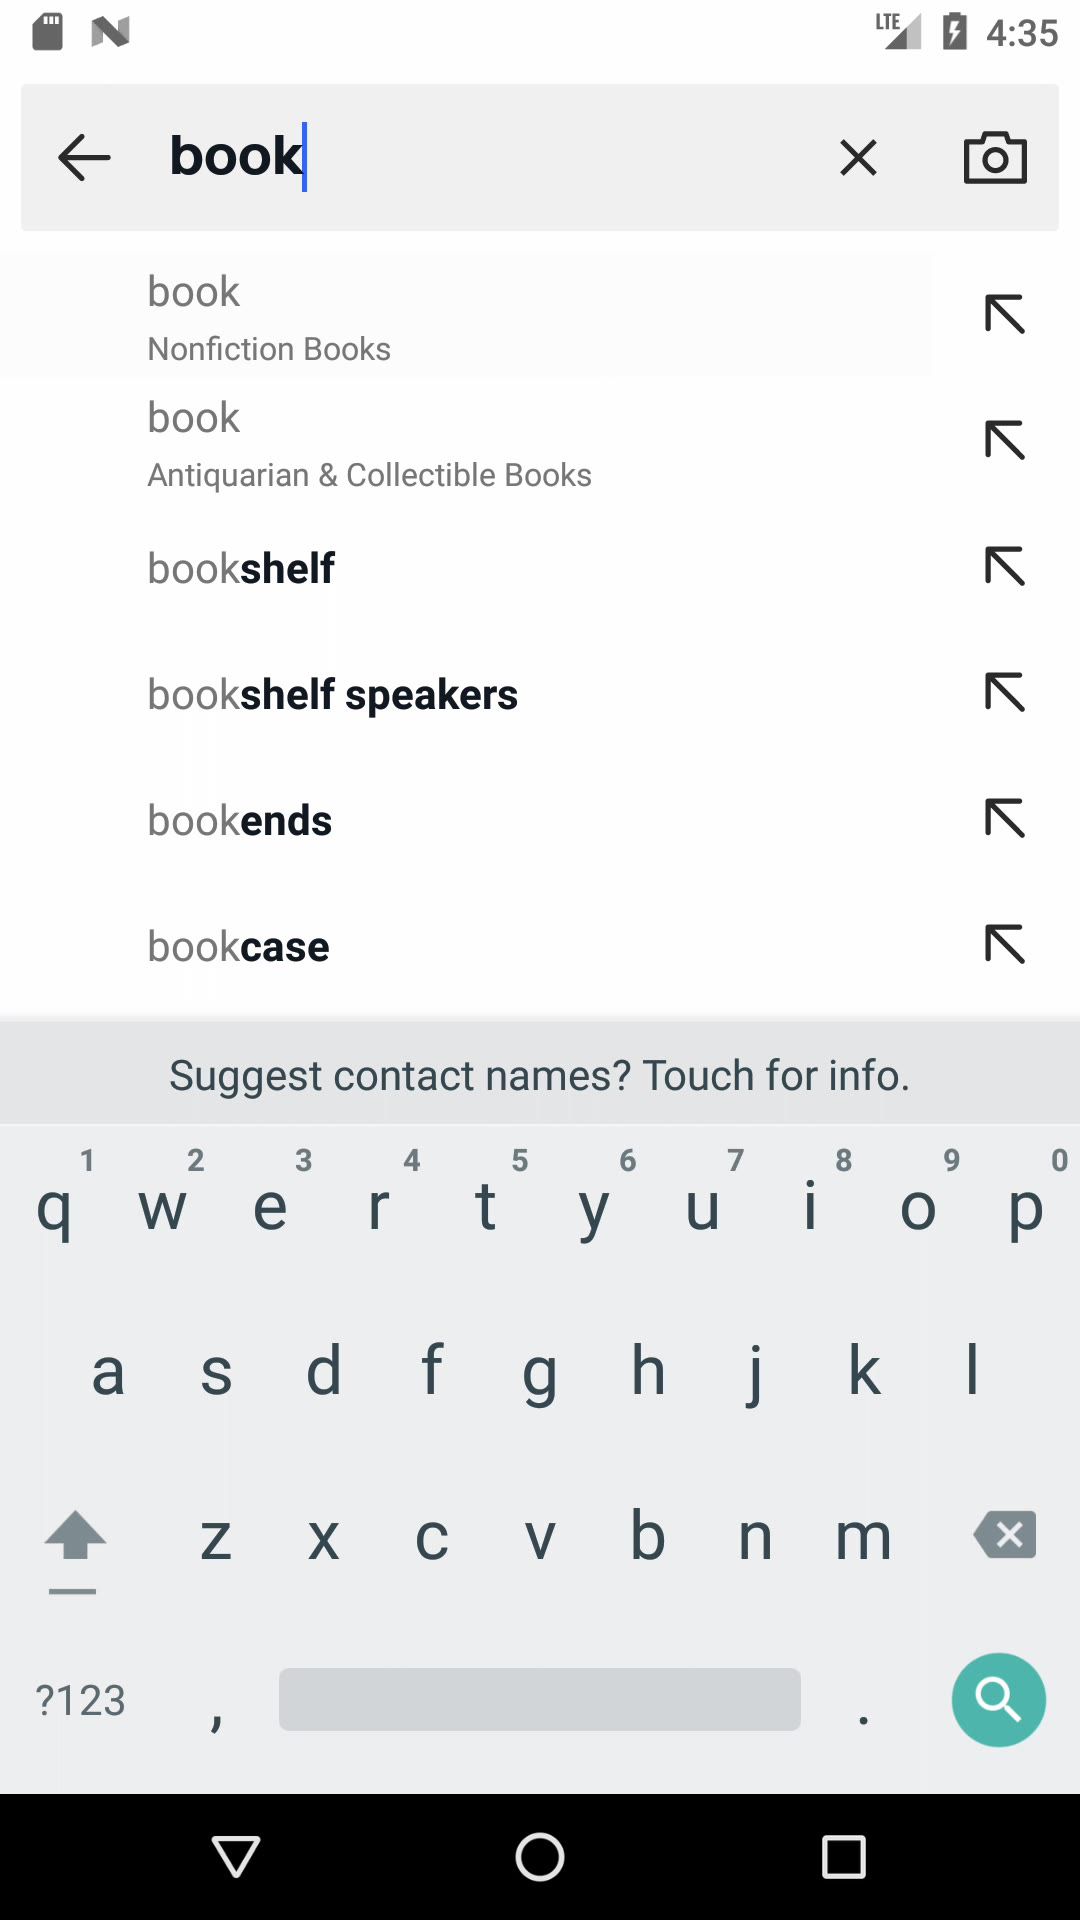 LTE 4:35
book
book
Nonfiction Books
book
Antiquarian & Collectible Books
bookshelf
bookshelf speakers
bookends
bookcase
Suggest contact names? Touch for info.
1 2 3 4 5 6 7 8 9 0
q w e r t y u i o p
a s d f g h j k l
z x c v b n m
?123 , .